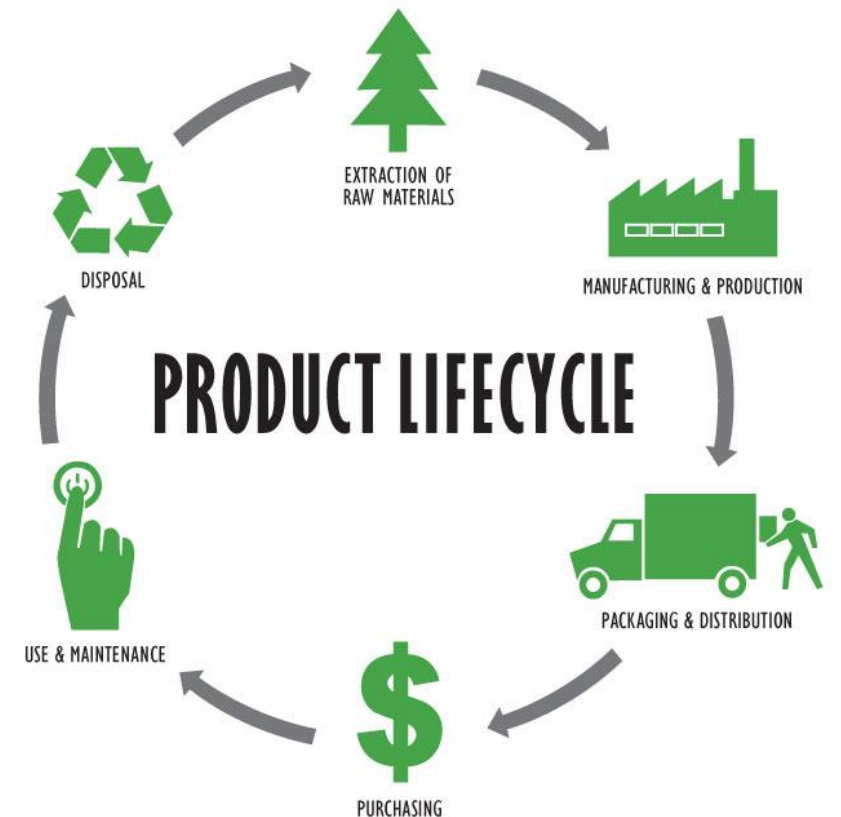 EXTRACTION OF
RAW MATERIALS
MANUFACTURING & PRODUCTION
DISPOSAL
PRODUCT LIFECYCLE
PACKAGING & DISTRIBUTION
USE & MAINTENANCE
PURCHASING